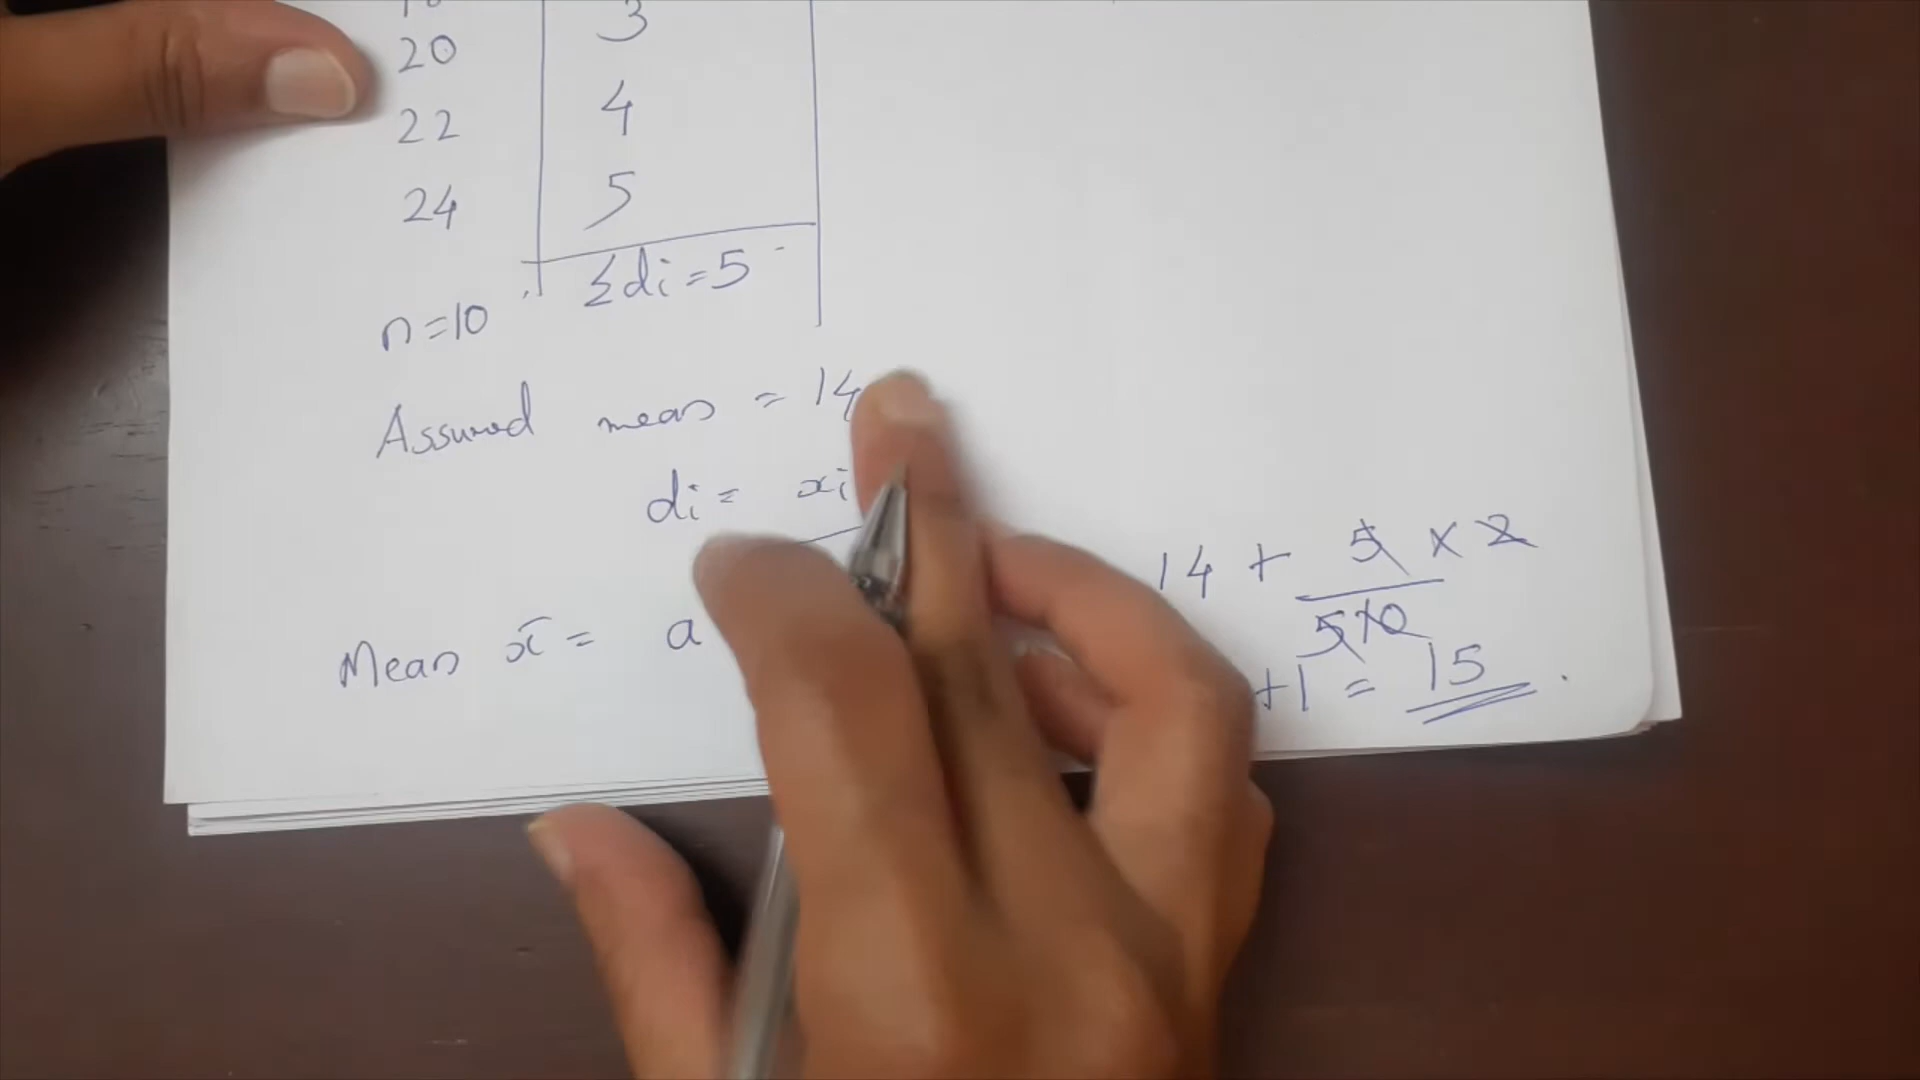 20 3
22 4
24 5
n=10 Σdi=5
Assumed mean = 14
di = xi
14 + 5 x 2
5 10
Mean x̄ = a
+1 = 15.